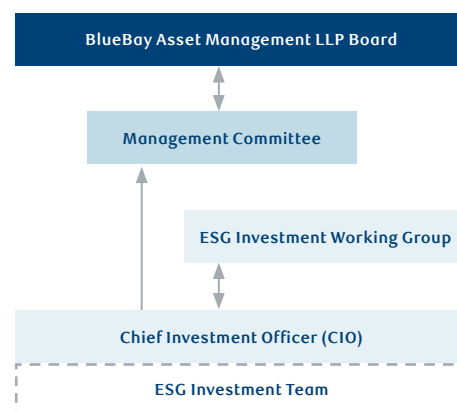 BlueBay Asset Management LLP Board
Management Committee
ESG Investment Working Group
Chief Investment Officer (CIO)
ESG Investment Team